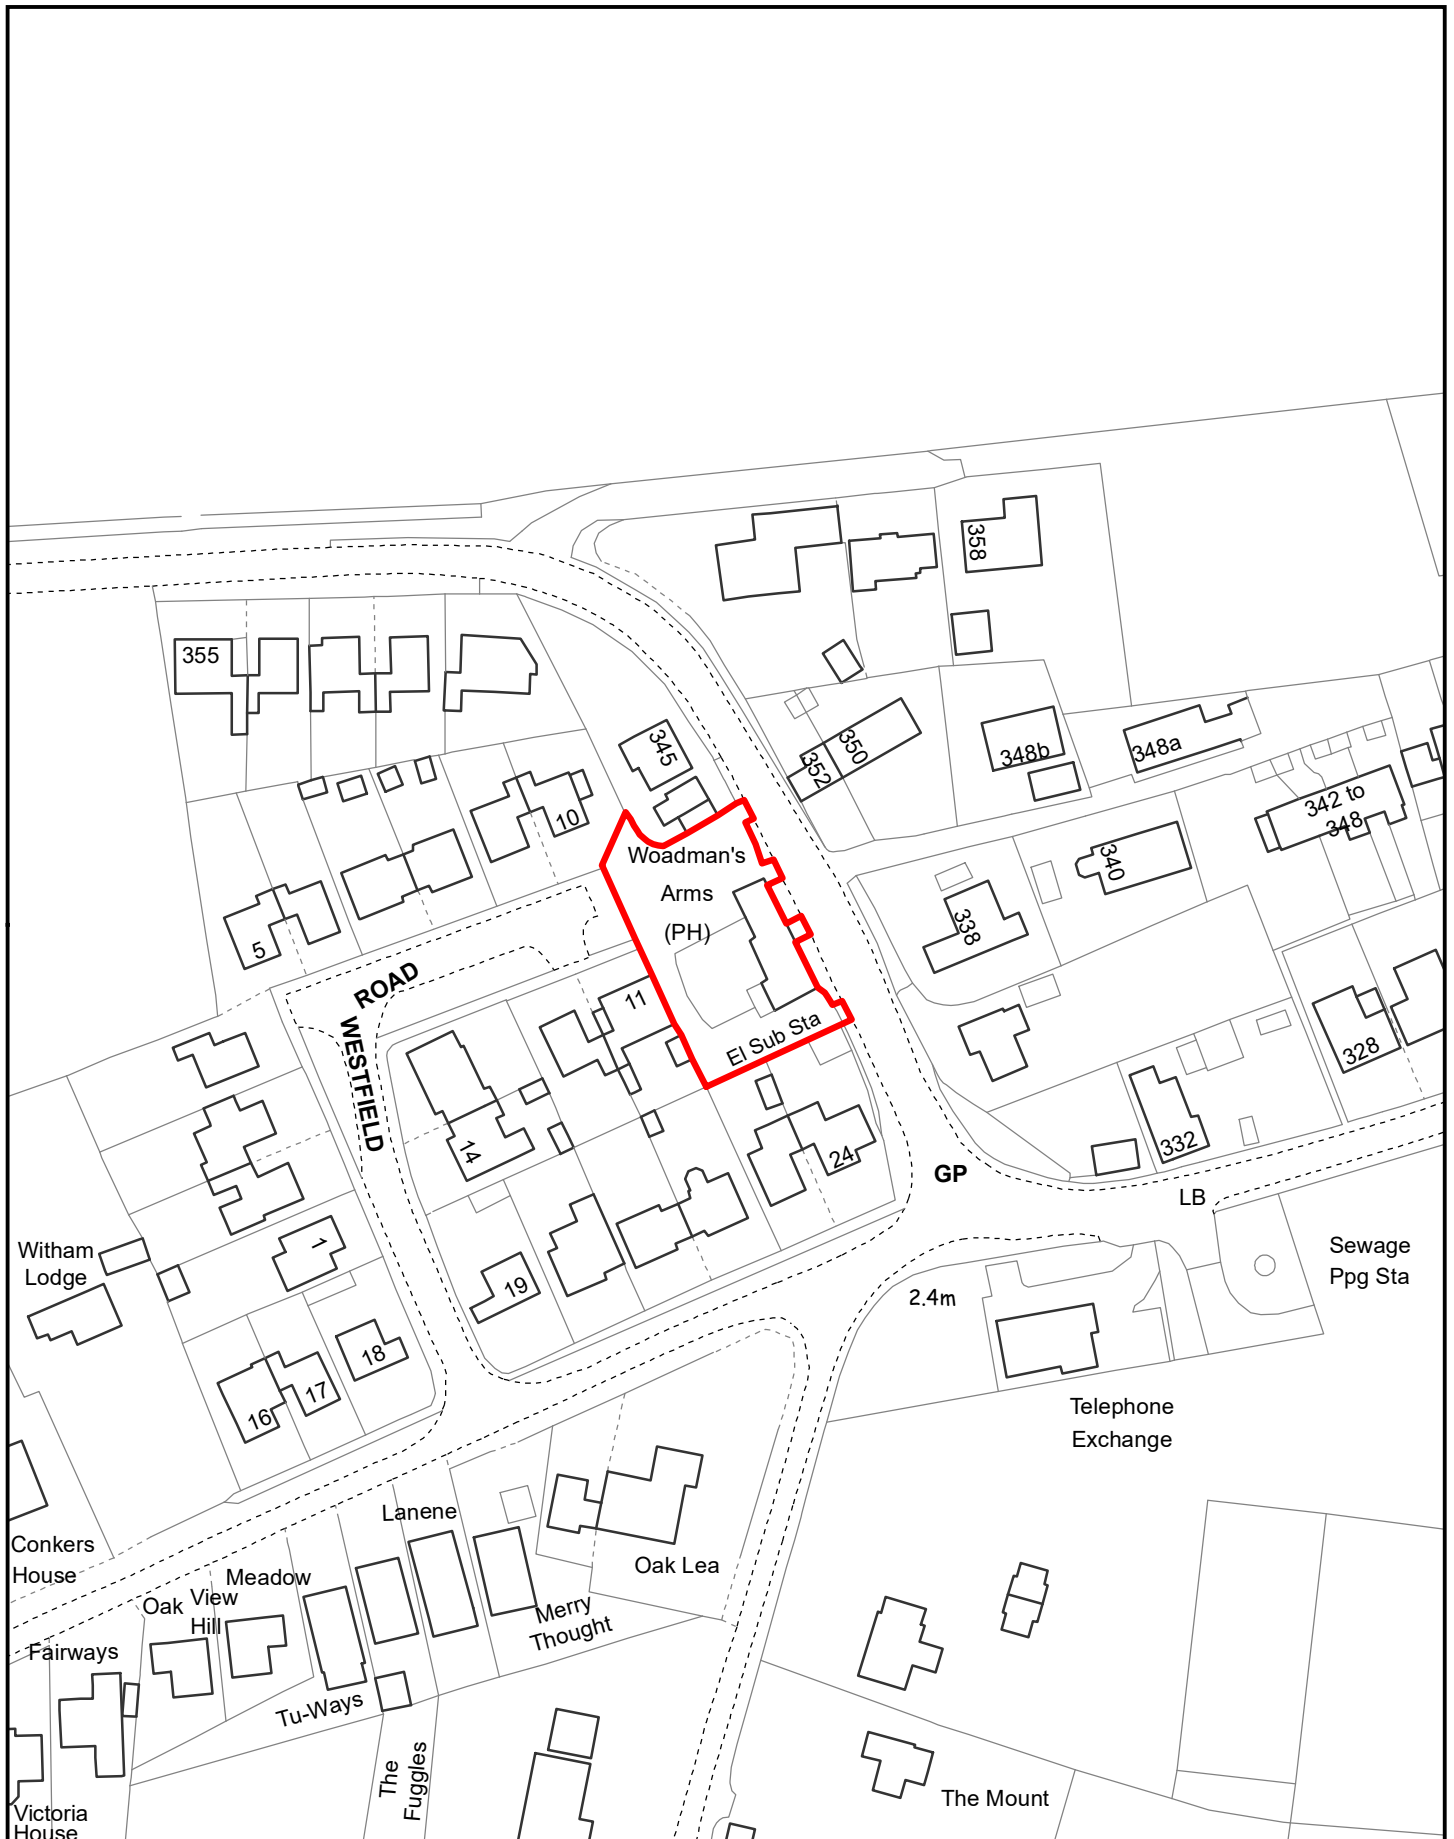 358
355
345
350
352
348b
348a
342 to
348
10
Woadman's
Arms
(PH)
340
338
5
ROAD
11
El Sub Sta
WESTFIELD
328
14
24
332
GP
LB
1
Witham
Lodge
Sewage
Ppg Sta
19
2.4m
18
17
16
Telephone
Exchange
Lanene
Conkers
House
Oak Lea
Meadow
View
Hill
Oak
Merry
Thought
Fairways
Tu-Ways
The
Fuggles
The Mount
Victoria
House